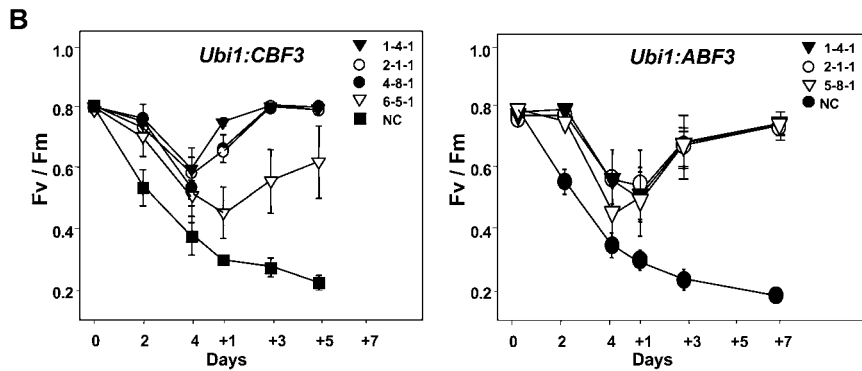 B
Ubi1:CBF3
1-4-1
2-1-1
4-8-1
6-5-1
NC
Fv / Fm
1.0
0.8
0.6
0.4
0.2
0 2 4 +1 +3 +5 +7
Days
Ubi1:ABF3
1-4-1
2-1-1
5-8-1
NC
Fv / Fm
1.0
0.8
0.6
0.4
0.2
0 2 4 +1 +3 +5 +7
Days